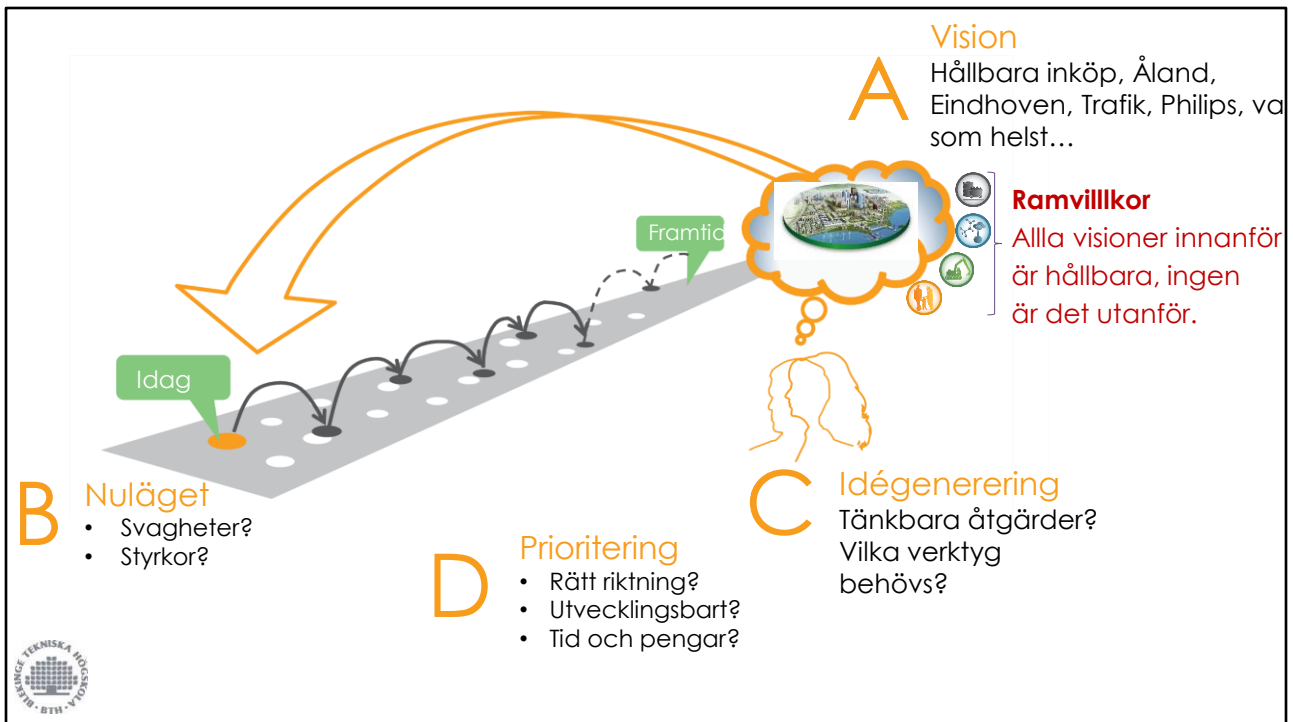 A
Vision
Hållbara inköp, Åland,
Eindhoven, Trafik, Philips, va
som helst…
Ramvilllkor
Allla visioner innanför
är hållbara, ingen
är det utanför.
Framtid
Idag
B
Nuläget
• Svagheter?
• Styrkor?
C
Idégenerering
Tänkbara åtgärder?
Vilka verktyg
behövs?
D
Prioritering
• Rätt riktning?
• Utvecklingsbart?
• Tid och pengar?
BLEKINGE TEKNISKA HÖGSKOLA · BTH ·